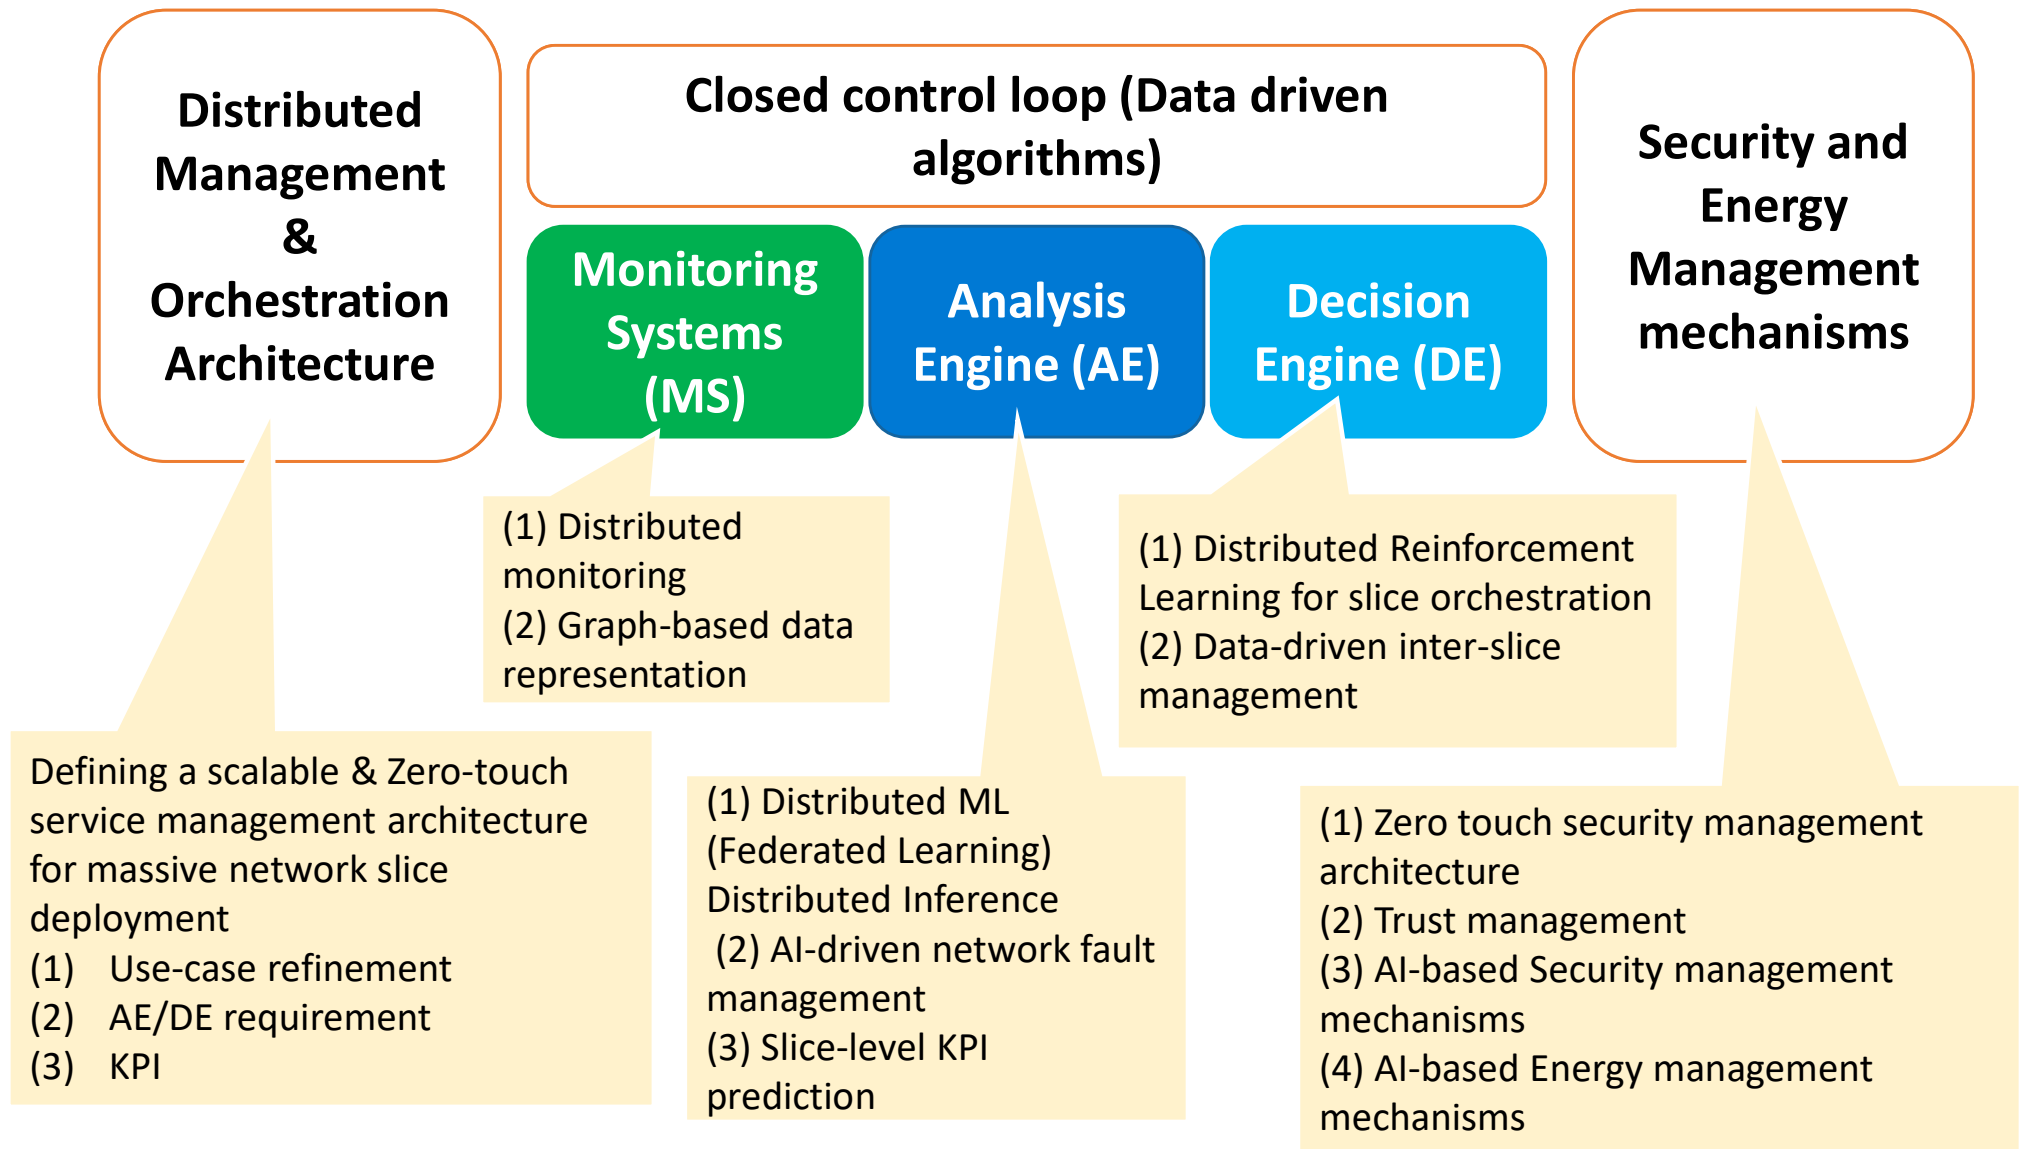 Distributed
Management
&
Orchestration
Architecture
Closed control loop (Data driven
algorithms)
Security and
Energy
Management
mechanisms
Monitoring
Systems
(MS)
Analysis
Engine (AE)
Decision
Engine (DE)
(1) Distributed
monitoring
(2) Graph-based data
representation
(1) Distributed Reinforcement
Learning for slice orchestration
(2) Data-driven inter-slice
management
Defining a scalable & Zero-touch
service management architecture
for massive network slice
deployment
(1) Use-case refinement
(2) AE/DE requirement
(3) KPI
(1) Distributed ML
(Federated Learning)
Distributed Inference
(2) AI-driven network fault
management
(3) Slice-level KPI
prediction
(1) Zero touch security management
architecture
(2) Trust management
(3) AI-based Security management
mechanisms
(4) AI-based Energy management
mechanisms